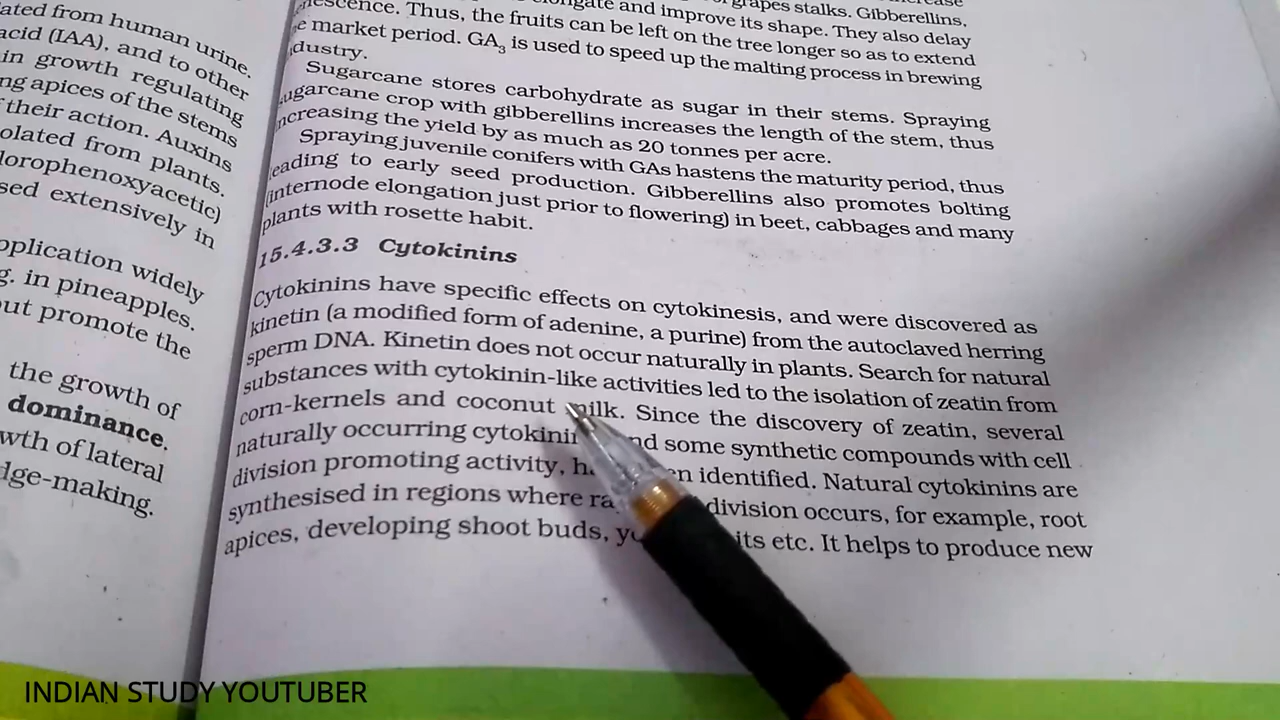 ated from human urine.
acid (IAA), and to other
in growth regulating
ng apices of the stems
their action. Auxins
olated from plants.
lorophenoxyacetic)
sed extensively in
pplication widely
g. in pineapples.
out promote the
the growth of
dominance.
wth of lateral
dge-making.
grapes stalks. Gibberellins,
ongate and improve its shape. They also delay
escence. Thus, the fruits can be left on the tree longer so as to extend
e market period. GA3 is used to speed up the malting process in brewing
dustry.
Sugarcane stores carbohydrate as sugar in their stems. Spraying
ugarcane crop with gibberellins increases the length of the stem, thus
ncreasing the yield by as much as 20 tonnes per acre.
Spraying juvenile conifers with GAs hastens the maturity period, thus
leading to early seed production. Gibberellins also promotes bolting
(internode elongation just prior to flowering) in beet, cabbages and many
plants with rosette habit.
15.4.3.3 Cytokinins
Cytokinins have specific effects on cytokinesis, and were discovered as
kinetin (a modified form of adenine, a purine) from the autoclaved herring
sperm DNA. Kinetin does not occur naturally in plants. Search for natural
substances with cytokinin-like activities led to the isolation of zeatin from
corn-kernels and coconut milk. Since the discovery of zeatin, several
naturally occurring cytokini nd some synthetic compounds with cell
division promoting activity, h n identified. Natural cytokinins are
synthesised in regions where ra division occurs, for example, root
apices, developing shoot buds, y its etc. It helps to produce new
INDIAN STUDY YOUTUBER